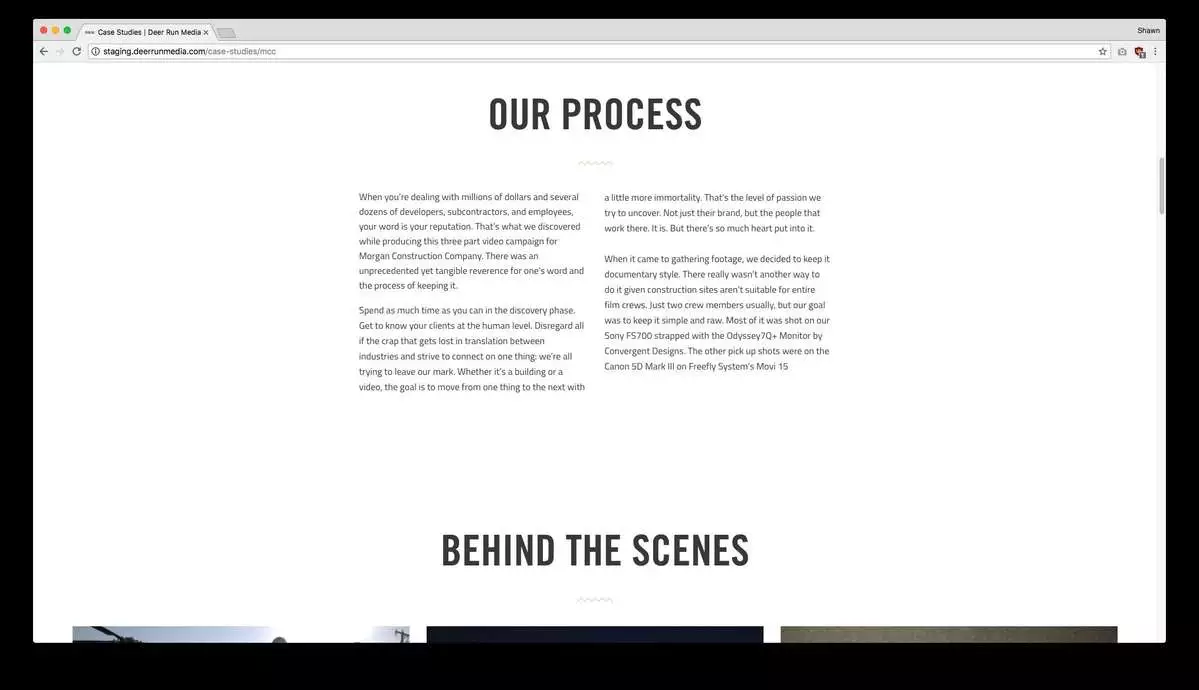 Case Studies | Deer Run Media
Shawn
staging.deerrunmedia.com/case-studies/mcc
OUR PROCESS
When you're dealing with millions of dollars and several
dozens of developers, subcontractors, and employees,
your word is your reputation. That's what we discovered
while producing this three part video campaign for
Morgan Construction Company. There was an
unprecedented yet tangible reverence for one's word and
the process of keeping it.
Spend as much time as you can in the discovery phase.
Get to know your clients at the human level. Disregard all
if the crap that gets lost in translation between
industries and strive to connect on one thing: we're all
trying to leave our mark. Whether it's a building or a
video, the goal is to move from one thing to the next with
a little more immortality. That's the level of passion we
try to uncover. Not just their brand, but the people that
work there. It is. But there's so much heart put into it.
When it came to gathering footage, we decided to keep it
documentary style. There really wasn't another way to
do it given construction sites aren't suitable for entire
film crews. Just two crew members usually, but our goal
was to keep it simple and raw. Most of it was shot on our
Sony FS700 strapped with the Odyssey7Q+ Monitor by
Convergent Designs. The other pick up shots were on the
Canon 5D Mark III on Freefly System's Movi 15
BEHIND THE SCENES